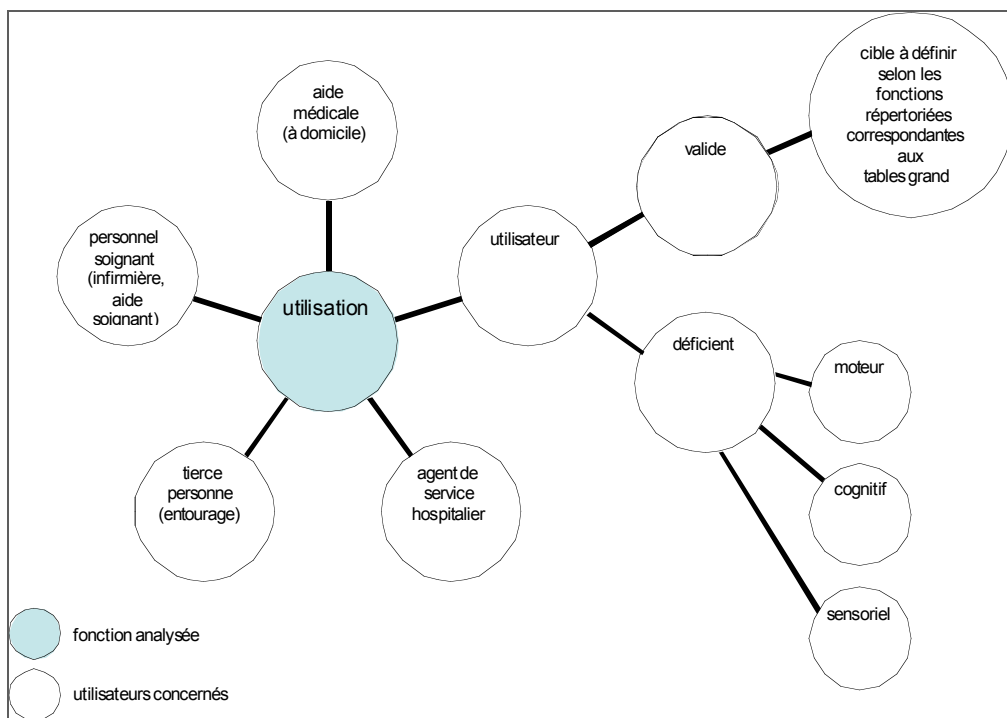 aide
médicale
(à domicile)
cible à définir
selon les
fonctions
répertoriées
correspondantes
aux
tables grand
valide
personnel
soignant
(infirmière,
aide
soignant)
utilisateur
utilisation
déficient
moteur
tierce
personne
(entourage)
agent de
service
hospitalier
cognitif
sensoriel
fonction analysée
utilisateurs concernés